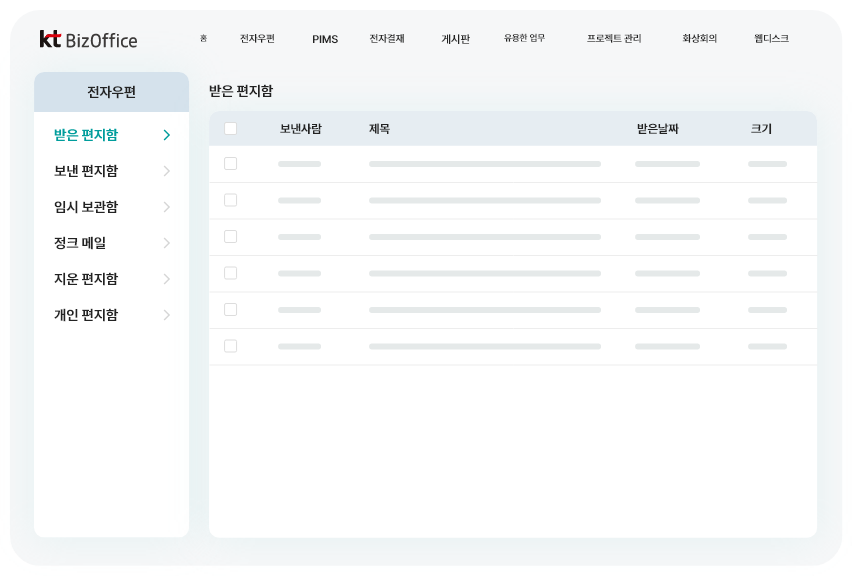 kt BizOffice
홈 전자우편 PIMS 전자결재 게시판 유용한 업무 프로젝트 관리 화상회의 웹디스크
전자우편
받은 편지함
보낸 편지함
임시 보관함
정크 메일
지운 편지함
개인 편지함
받은 편지함
보낸사람 제목 받은날짜 크기